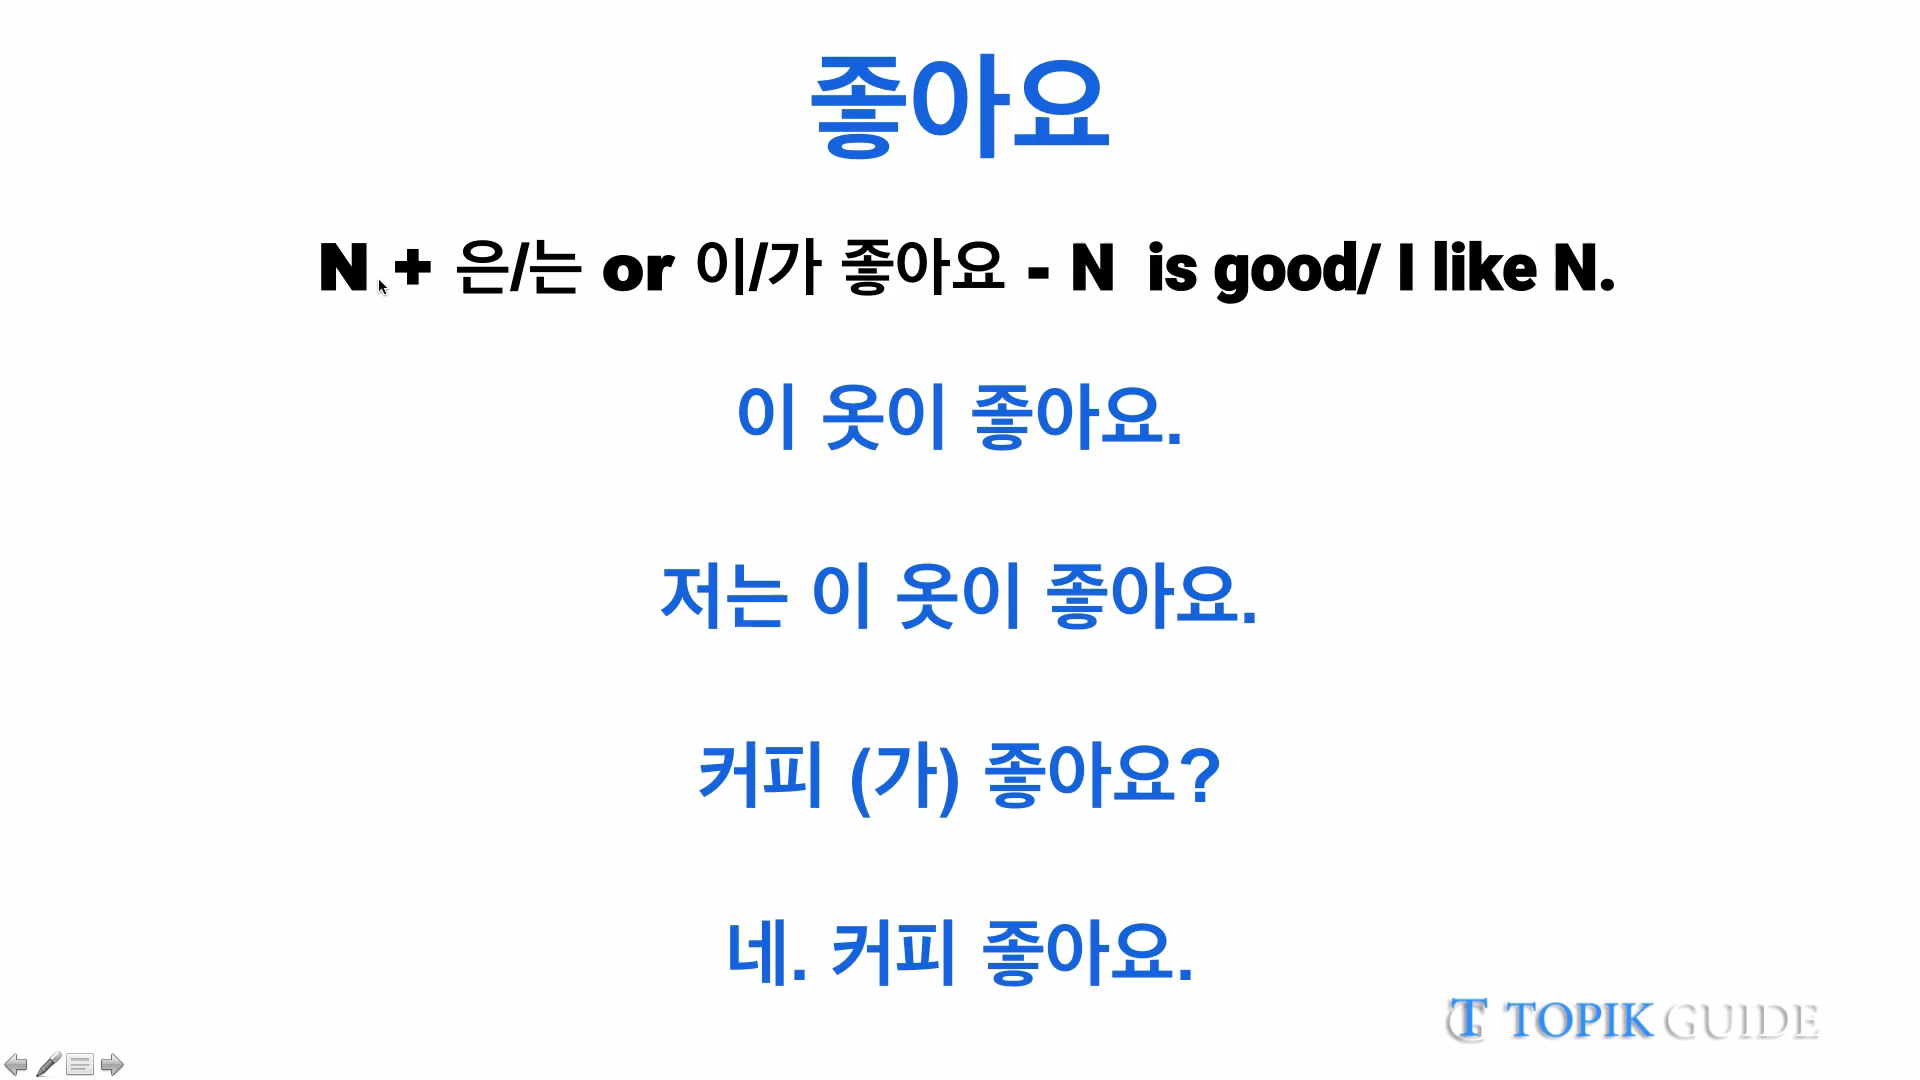 좋아요
N + 은/는 or 이/가 좋아요 - N is good/ I like N.
이 옷이 좋아요.
저는 이 옷이 좋아요.
커피 (가) 좋아요?
네. 커피 좋아요.
TOPIK GUIDE